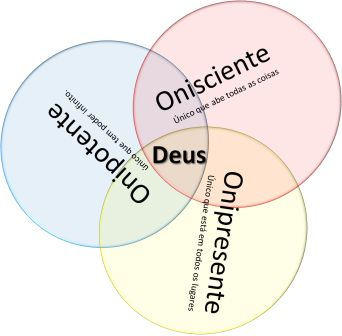 Onisciente
Único que abe todas as coisas
Onipotente
único que tem poder infinito.
Deus
Onipresente
Único que está em todos os lugares